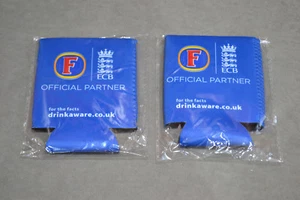 F
ECB
OFFICIAL PARTNER
for the facts
drinkaware.co.uk
F
ECB
OFFICIAL PARTNER
for the facts
drinkaware.co.uk